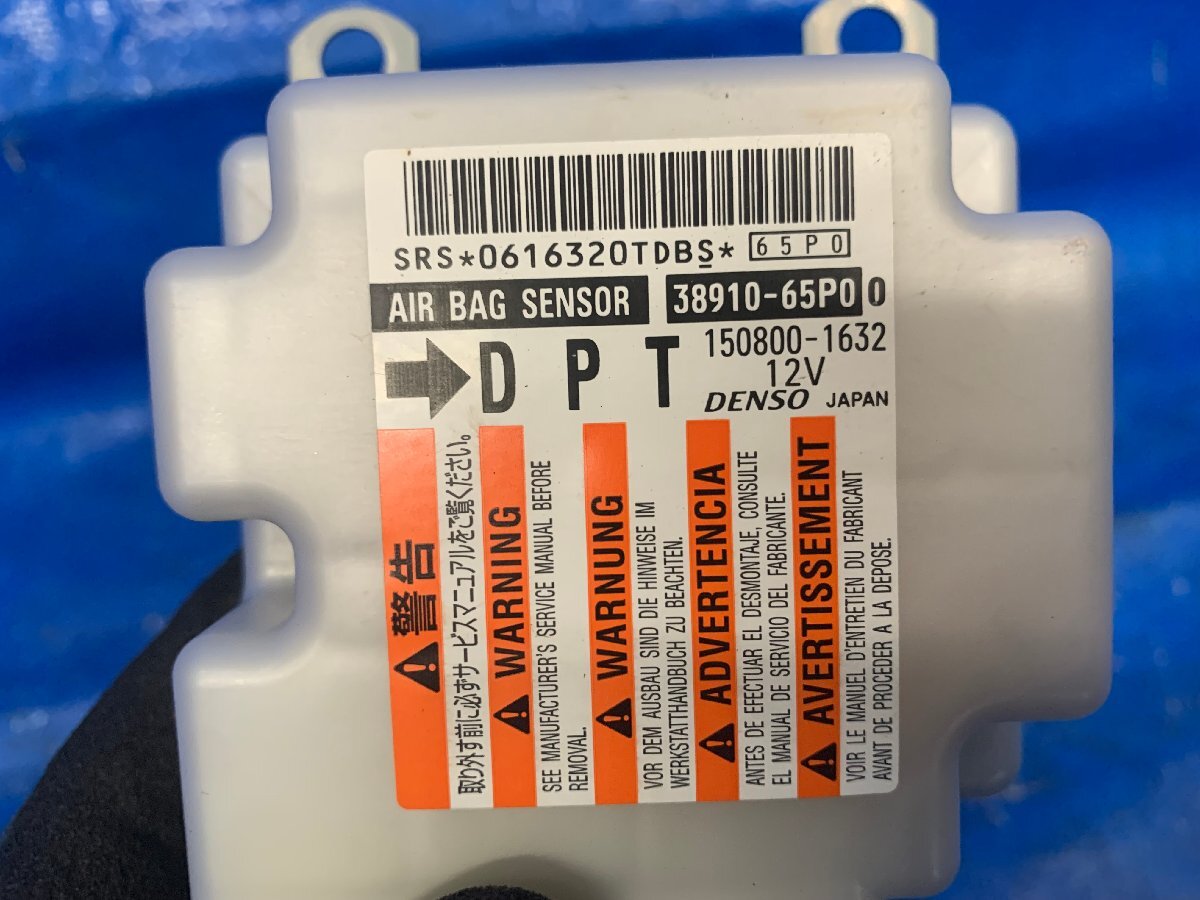 SRS*0616320TDBS* 65P0
AIR BAG SENSOR 38910-65P00
D P T
150800-1632
12V
DENSO JAPAN
警告
取り外す前に必ずサービスマニュアルをご覧ください。
WARNING
SEE MANUFACTURER'S SERVICE MANUAL BEFORE
REMOVAL.
WARNUNG
VOR DEM AUSBAU SIND DIE HINWEISE IM
WERKSTATTHANDBUCH ZU BEACHTEN.
ADVERTENCIA
ANTES DE EFECTUAR EL DESMONTAJE, CONSULTE
EL MANUAL DE SERVICIO DEL FABRICANTE.
AVERTISSEMENT
VOIR LE MANUEL D'ENTRETIEN DU FABRICANT
AVANT DE PROCEDER A LA DEPOSE.